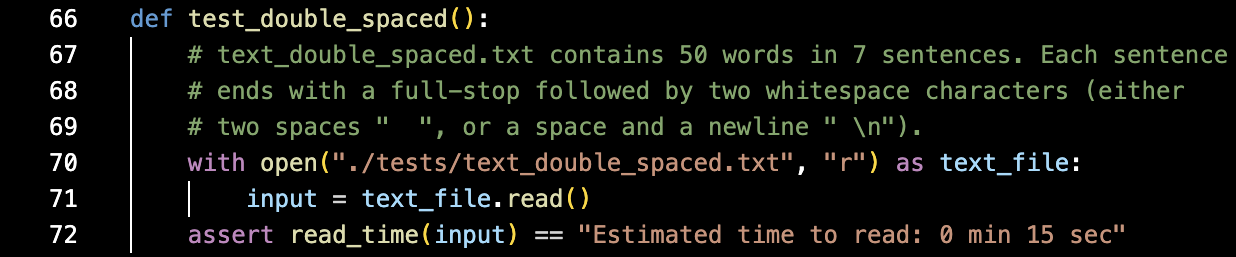 66 def test_double_spaced():
67 # text_double_spaced.txt contains 50 words in 7 sentences. Each sentence
68 # ends with a full-stop followed by two whitespace characters (either
69 # two spaces "  ", or a space and a newline " \n").
70 with open("./tests/text_double_spaced.txt", "r") as text_file:
71 input = text_file.read()
72 assert read_time(input) == "Estimated time to read: 0 min 15 sec"